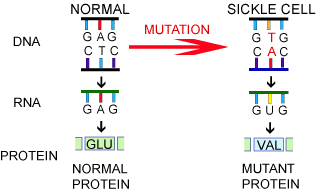 NORMAL SICKLE CELL
MUTATION
DNA G A G G T G
C T C C A C
RNA G A G G U G
PROTEIN GLU VAL
NORMAL MUTANT
PROTEIN PROTEIN